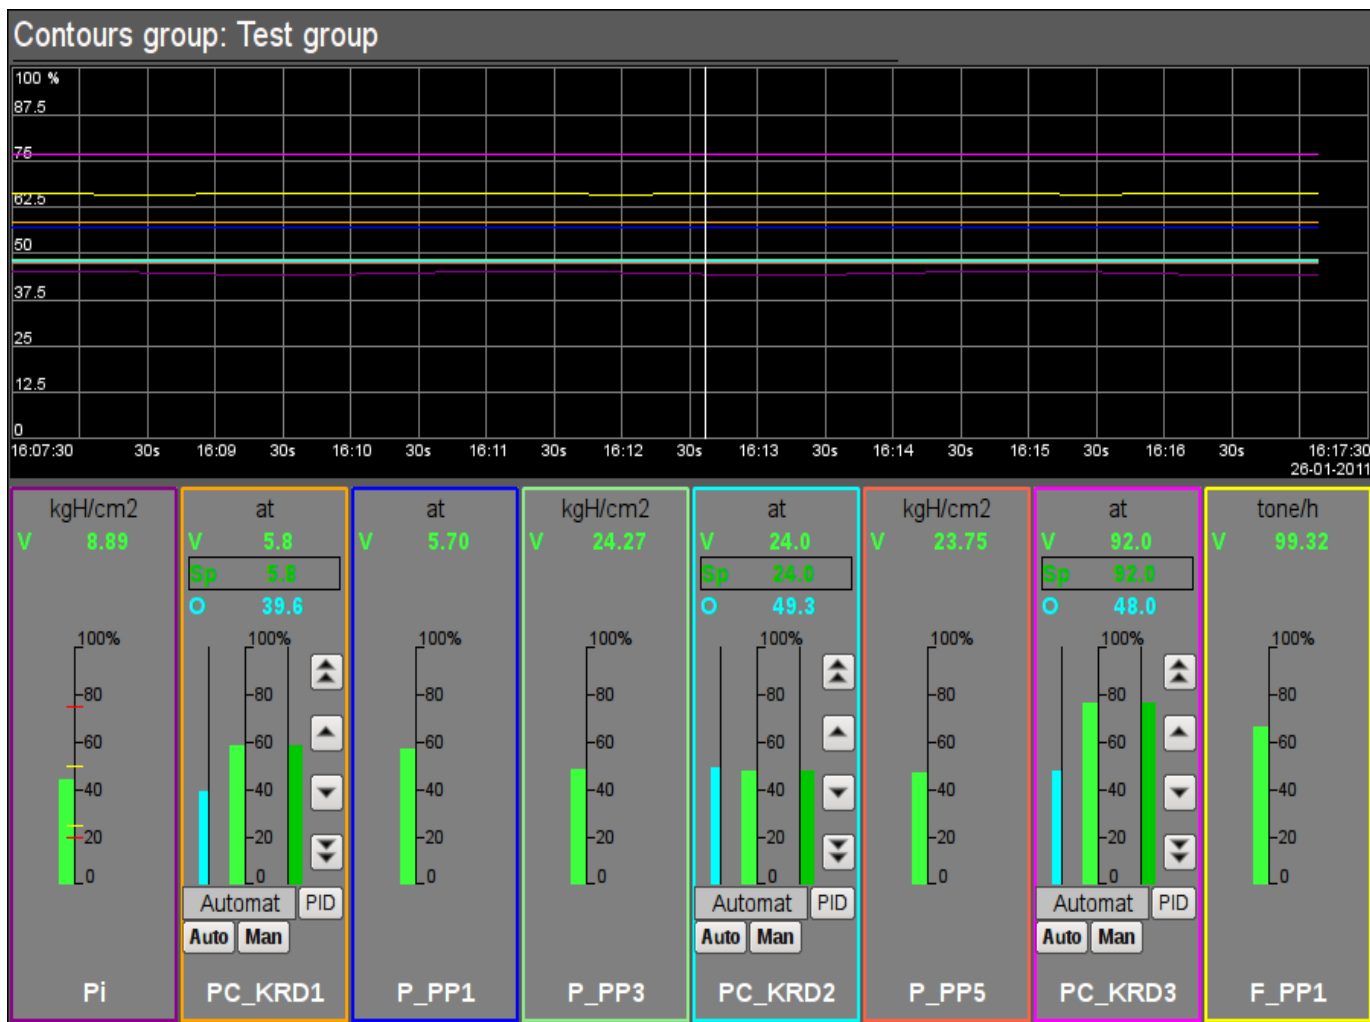 Contours group: Test group
100 %
87.5
75
62.5
50
37.5
25
12.5
0
16:07:30 30s 16:09 30s 16:10 30s 16:11 30s 16:12 30s 16:13 30s 16:14 30s 16:15 30s 16:16 30s 16:17:30
26-01-2011
kgH/cm2 at at kgH/cm2 at kgH/cm2 at tone/h
V 8.89 V 5.8 V 5.70 V 24.27 V 24.0 V 23.75 V 92.0 V 99.32
Sp 5.8 Sp 24.0 Sp 92.0
O 39.6 O 49.3 O 48.0
100% 100% 100% 100% 100% 100% 100% 100%
80 80 80 80 80 80 80 80
60 60 60 60 60 60 60
40 40 40 40 40 40 40 40
20 20 20 20 20 20 20 20
0 0 0 0 0 0 0 0
Automat PID Automat PID Automat PID
Auto Man Auto Man Auto Man
Pi PC_KRD1 P_PP1 P_PP3 PC_KRD2 P_PP5 PC_KRD3 F_PP1